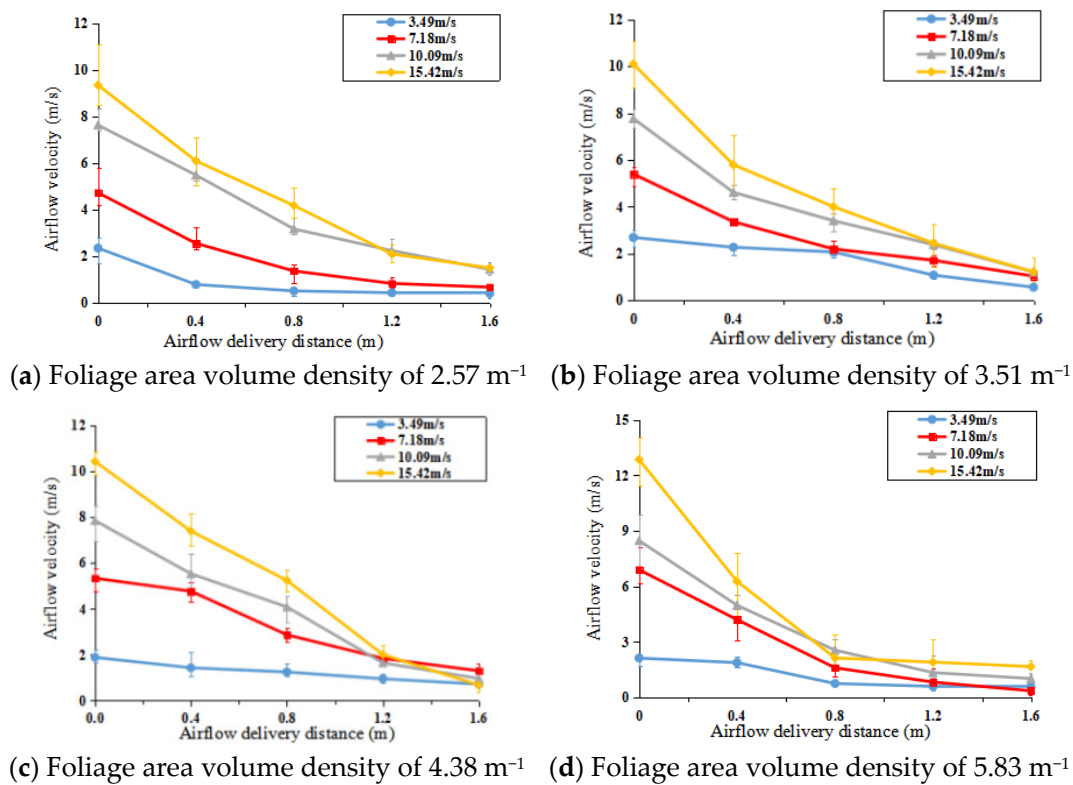 12
10
8
6
4
2
0
Airflow velocity (m/s)
3.49m/s
7.18m/s
10.09m/s
15.42m/s
0 0.4 0.8 1.2 1.6
Airflow delivery distance (m)
(a) Foliage area volume density of 2.57 m⁻¹
12
10
8
6
4
2
0
Airflow velocity (m/s)
3.49m/s
7.18m/s
10.09m/s
15.42m/s
0 0.4 0.8 1.2 1.6
Airflow delivery distance (m)
(b) Foliage area volume density of 3.51 m⁻¹
12
10
8
6
4
2
0
Airflow velocity (m/s)
3.49m/s
7.18m/s
10.09m/s
15.42m/s
0.0 0.4 0.8 1.2 1.6
Airflow delivery distance (m)
(c) Foliage area volume density of 4.38 m⁻¹
15
12
9
6
3
0
Airflow velocity (m/s)
3.49m/s
7.18m/s
10.09m/s
15.42m/s
0 0.4 0.8 1.2 1.6
Airflow delivery distance (m)
(d) Foliage area volume density of 5.83 m⁻¹